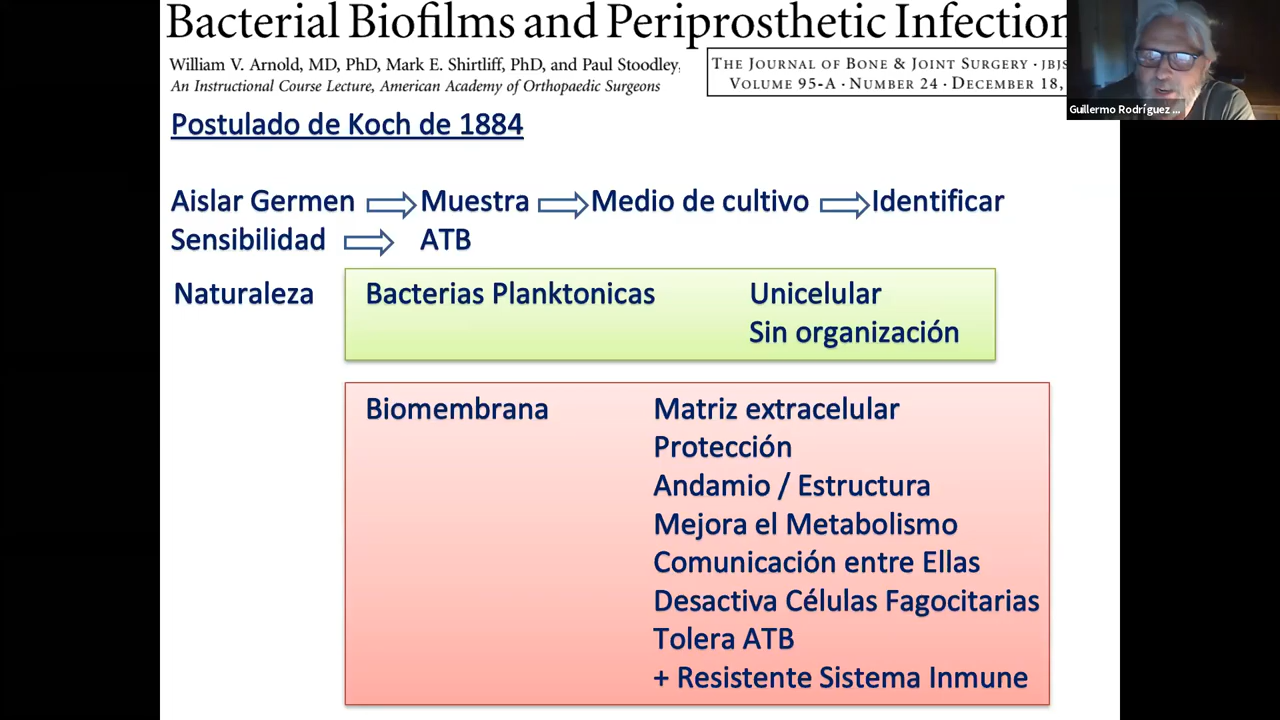 Bacterial Biofilms and Periprosthetic Infection
William V. Arnold, MD, PhD, Mark E. Shirtliff, PhD, and Paul Stoodley,
An Instructional Course Lecture, American Academy of Orthopaedic Surgeons
THE JOURNAL OF BONE & JOINT SURGERY · JBJS
VOLUME 95-A · NUMBER 24 · DECEMBER 18,
Guillermo Rodríguez ...
Postulado de Koch de 1884
Aislar Germen Muestra Medio de cultivo Identificar
Sensibilidad ATB
Naturaleza Bacterias Planktonicas Unicelular
Sin organización
Biomembrana Matriz extracelular
Protección
Andamio / Estructura
Mejora el Metabolismo
Comunicación entre Ellas
Desactiva Células Fagocitarias
Tolera ATB
+ Resistente Sistema Inmune